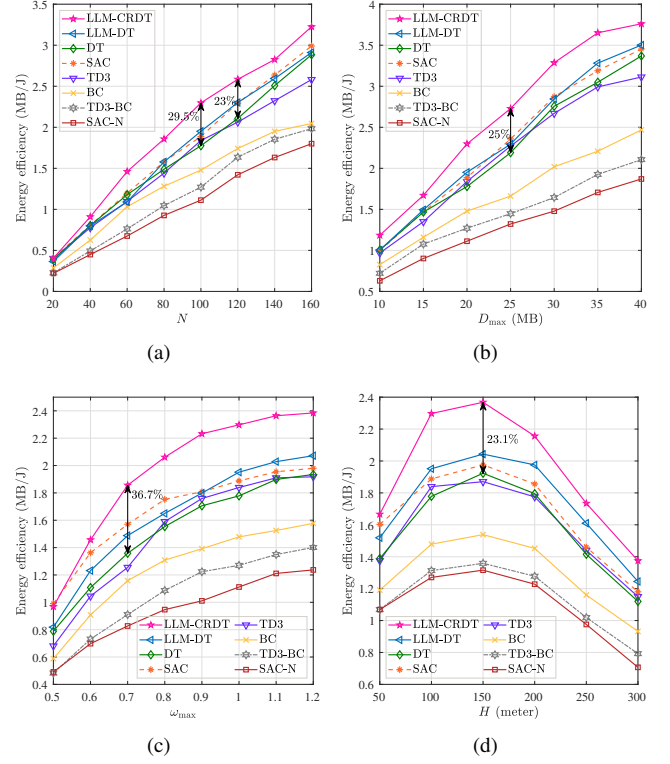 3.5
3
2.5
2
1.5
1
0.5
0
Energy efficiency (MB/J)
LLM-CRDT
LLM-DT
DT
SAC
TD3
BC
TD3-BC
SAC-N
29.5%
23%
20 40 60 80 100 120 140 160
N
(a)
4
3.5
3
2.5
2
1.5
1
0.5
Energy efficiency (MB/J)
LLM-CRDT
LLM-DT
DT
SAC
TD3
BC
TD3-BC
SAC-N
25%
10 15 20 25 30 35 40
D_max (MB)
(b)
2.4
2.2
2
1.8
1.6
1.4
1.2
1
0.8
0.6
0.4
Energy efficiency (MB/J)
36.7%
LLM-CRDT TD3
LLM-DT BC
DT TD3-BC
SAC SAC-N
0.5 0.6 0.7 0.8 0.9 1 1.1 1.2
ω_max
(c)
2.4
2.2
2
1.8
1.6
1.4
1.2
1
0.8
0.6
Energy efficiency (MB/J)
23.1%
LLM-CRDT TD3
LLM-DT BC
DT TD3-BC
SAC SAC-N
50 100 150 200 250 300
H (meter)
(d)